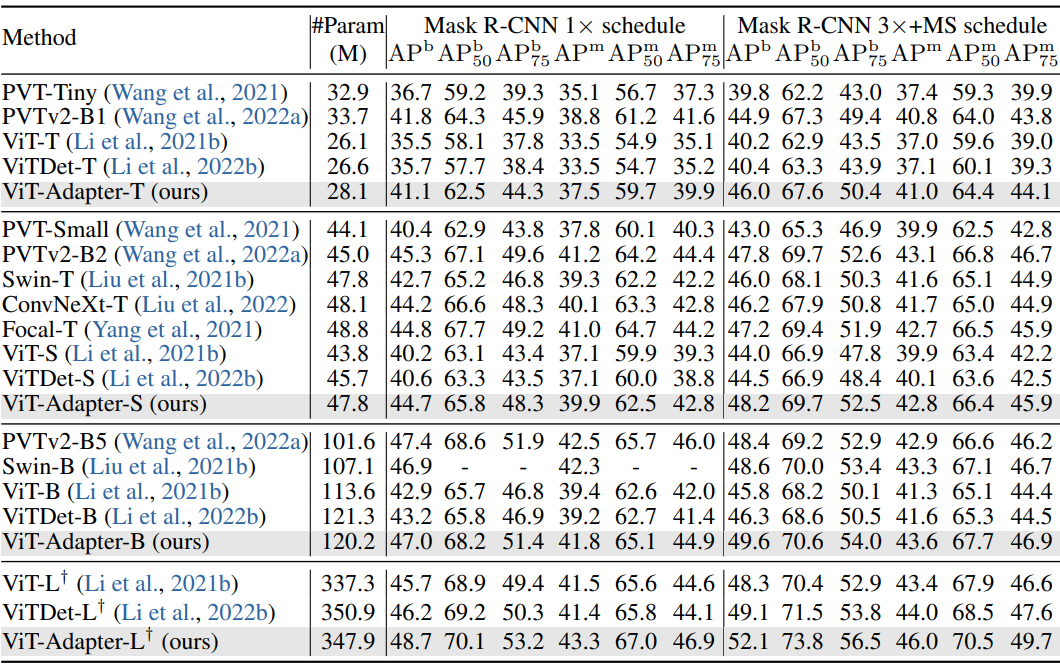 Method #Param (M) Mask R-CNN 1× schedule Mask R-CNN 3×+MS schedule
AP^b AP^b_50 AP^b_75 AP^m AP^m_50 AP^m_75 AP^b AP^b_50 AP^b_75 AP^m AP^m_50 AP^m_75
PVT-Tiny (Wang et al., 2021) 32.9 36.7 59.2 39.3 35.1 56.7 37.3 39.8 62.2 43.0 37.4 59.3 39.9
PVTv2-B1 (Wang et al., 2022a) 33.7 41.8 64.3 45.9 38.8 61.2 41.6 44.9 67.3 49.4 40.8 64.0 43.8
ViT-T (Li et al., 2021b) 26.1 35.5 58.1 37.8 33.5 54.9 35.1 40.2 62.9 43.5 37.0 59.6 39.0
ViTDet-T (Li et al., 2022b) 26.6 35.7 57.7 38.4 33.5 54.7 35.2 40.4 63.3 43.9 37.1 60.1 39.3
ViT-Adapter-T (ours) 28.1 41.1 62.5 44.3 37.5 59.7 39.9 46.0 67.6 50.4 41.0 64.4 44.1
PVT-Small (Wang et al., 2021) 44.1 40.4 62.9 43.8 37.8 60.1 40.3 43.0 65.3 46.9 39.9 62.5 42.8
PVTv2-B2 (Wang et al., 2022a) 45.0 45.3 67.1 49.6 41.2 64.2 44.4 47.8 69.7 52.6 43.1 66.8 46.7
Swin-T (Liu et al., 2021b) 47.8 42.7 65.2 46.8 39.3 62.2 42.2 46.0 68.1 50.3 41.6 65.1 44.9
ConvNeXt-T (Liu et al., 2022) 48.1 44.2 66.6 48.3 40.1 63.3 42.8 46.2 67.9 50.8 41.7 65.0 44.9
Focal-T (Yang et al., 2021) 48.8 44.8 67.7 49.2 41.0 64.7 44.2 47.2 69.4 51.9 42.7 66.5 45.9
ViT-S (Li et al., 2021b) 43.8 40.2 63.1 43.4 37.1 59.9 39.3 44.0 66.9 47.8 39.9 63.4 42.2
ViTDet-S (Li et al., 2022b) 45.7 40.6 63.3 43.5 37.1 60.0 38.8 44.5 66.9 48.4 40.1 63.6 42.5
ViT-Adapter-S (ours) 47.8 44.7 65.8 48.3 39.9 62.5 42.8 48.2 69.7 52.5 42.8 66.4 45.9
PVTv2-B5 (Wang et al., 2022a) 101.6 47.4 68.6 51.9 42.5 65.7 46.0 48.4 69.2 52.9 42.9 66.6 46.2
Swin-B (Liu et al., 2021b) 107.1 46.9 - - 42.3 - - 48.6 70.0 53.4 43.3 67.1 46.7
ViT-B (Li et al., 2021b) 113.6 42.9 65.7 46.8 39.4 62.6 42.0 45.8 68.2 50.1 41.3 65.1 44.4
ViTDet-B (Li et al., 2022b) 121.3 43.2 65.8 46.9 39.2 62.7 41.4 46.3 68.6 50.5 41.6 65.3 44.5
ViT-Adapter-B (ours) 120.2 47.0 68.2 51.4 41.8 65.1 44.9 49.6 70.6 54.0 43.6 67.7 46.9
ViT-L† (Li et al., 2021b) 337.3 45.7 68.9 49.4 41.5 65.6 44.6 48.3 70.4 52.9 43.4 67.9 46.6
ViTDet-L† (Li et al., 2022b) 350.9 46.2 69.2 50.3 41.4 65.8 44.1 49.1 71.5 53.8 44.0 68.5 47.6
ViT-Adapter-L† (ours) 347.9 48.7 70.1 53.2 43.3 67.0 46.9 52.1 73.8 56.5 46.0 70.5 49.7